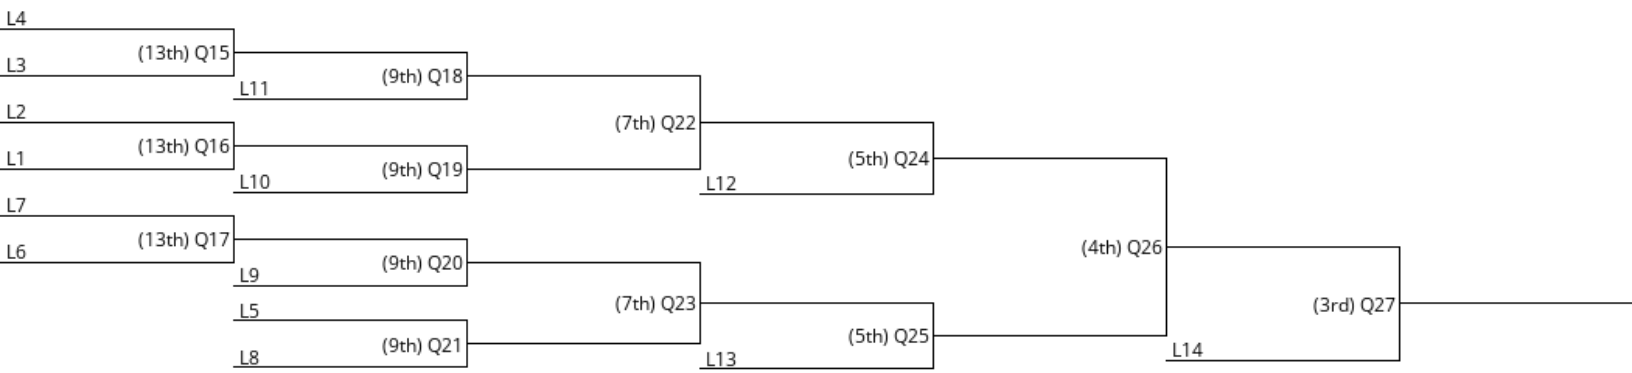 L4
(13th) Q15
L3
L11
(9th) Q18
L2
(13th) Q16
L1
L10
(9th) Q19
(7th) Q22
L12
(5th) Q24
L7
(13th) Q17
L6
L9
(9th) Q20
L5
(9th) Q21
L8
(7th) Q23
L13
(5th) Q25
(4th) Q26
L14
(3rd) Q27